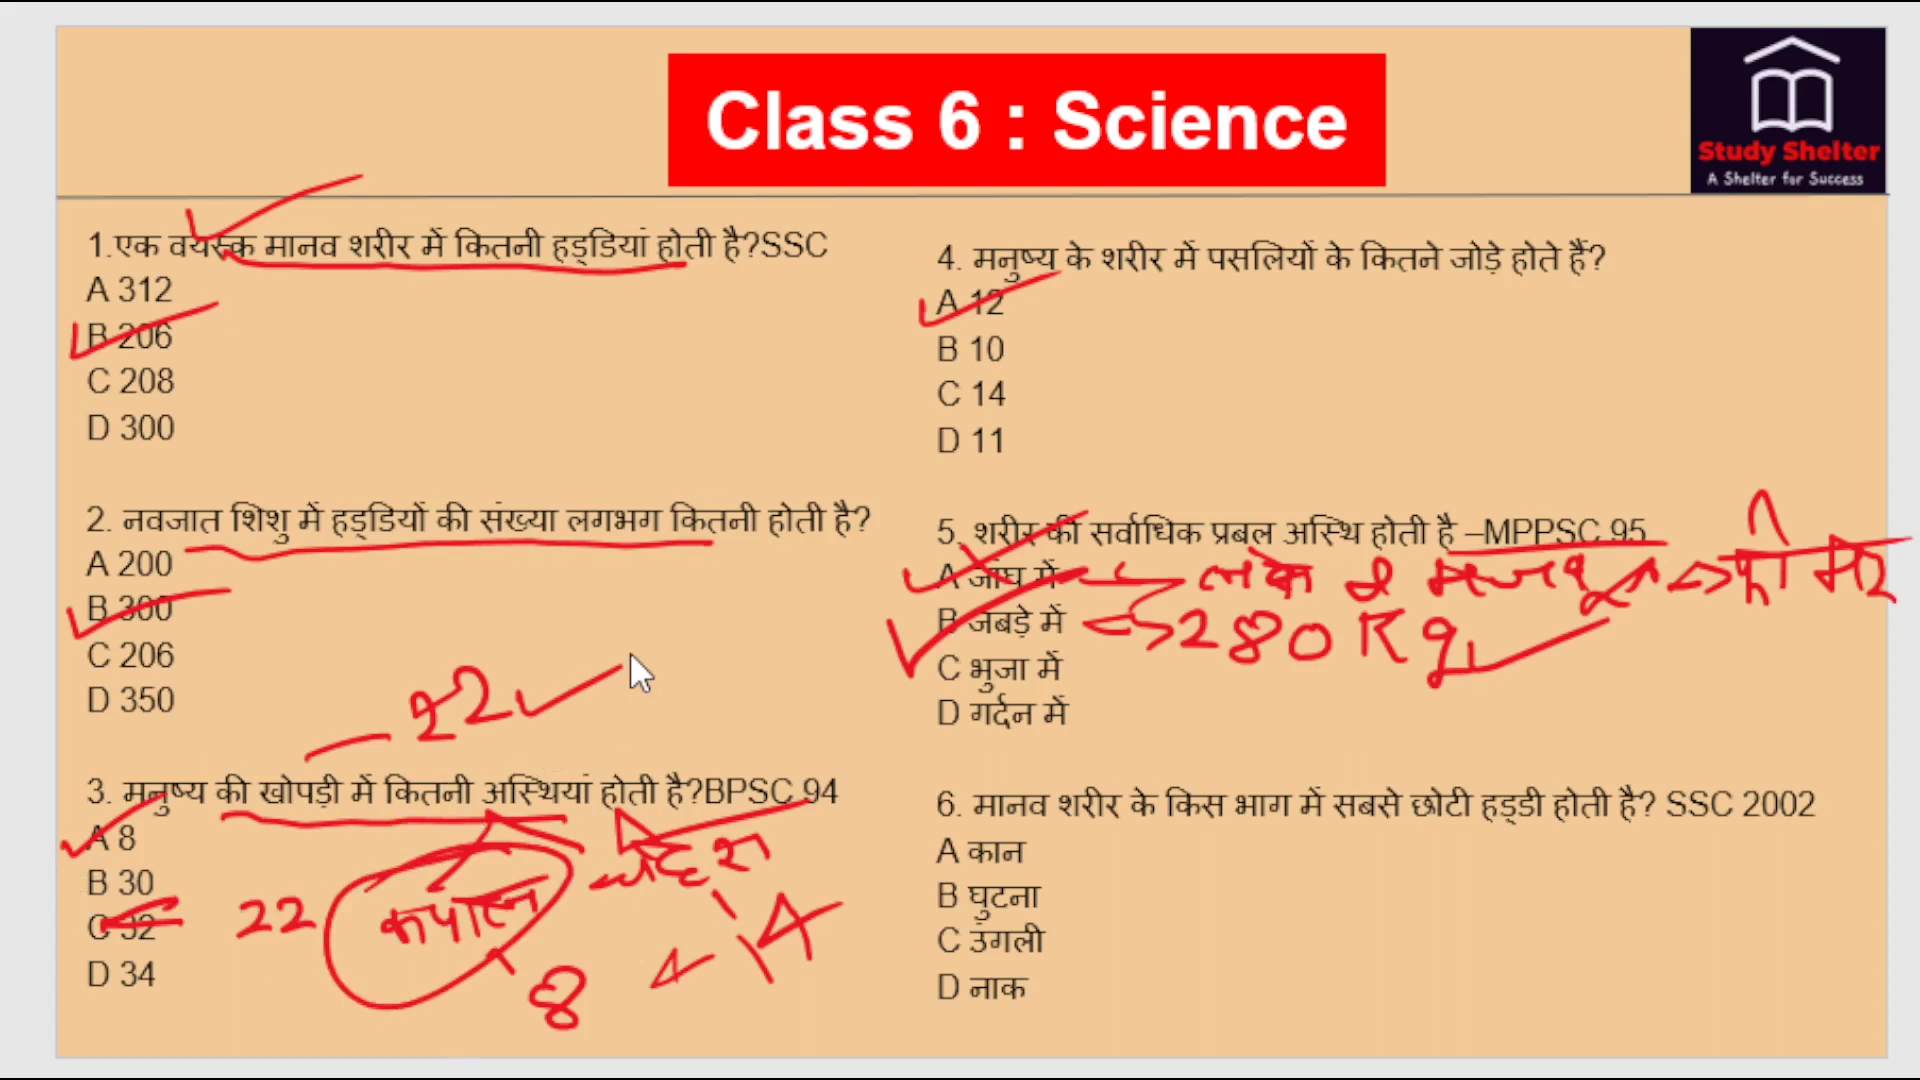 Class 6 : Science
Study Shelter
A Shelter for Success
1.एक वयस्क मानव शरीर में कितनी हड्डियां होती है?SSC
A 312
B 206
C 208
D 300
2. नवजात शिशु में हड्डियों की संख्या लगभग कितनी होती है?
A 200
B 300
C 206
D 350
22
3. मनुष्य की खोपड़ी में कितनी अस्थियां होती है?BPSC 94
A 8
B 30
C 32
D 34
22
कपाल
8
14
4. मनुष्य के शरीर में पसलियों के कितने जोड़े होते हैं?
A 12
B 10
C 14
D 11
5. शरीर की सर्वाधिक प्रबल अस्थि होती है –MPPSC 95
A जांघ में
B जबड़े में
280 Kg
C भुजा में
D गर्दन में
6. मानव शरीर के किस भाग में सबसे छोटी हड्डी होती है? SSC 2002
A कान
B घुटना
C उंगली
D नाक